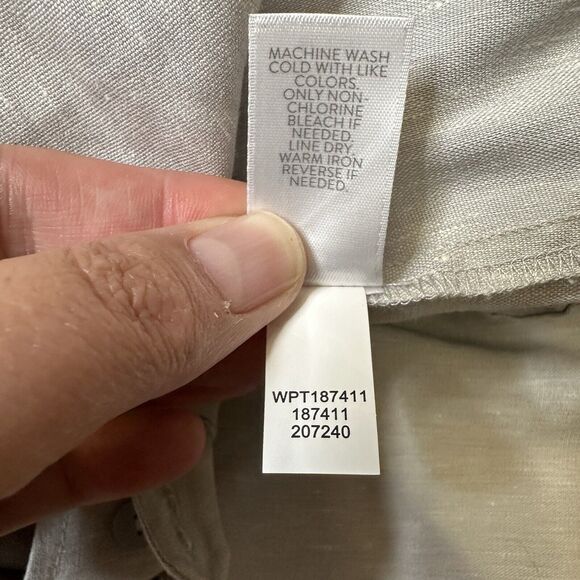 MACHINE WASH
COLD WITH LIKE
COLORS.
ONLY NON-
CHLORINE
BLEACH IF
NEEDED.
LINE DRY.
WARM IRON
REVERSE IF
NEEDED.
WPT187411
187411
207240